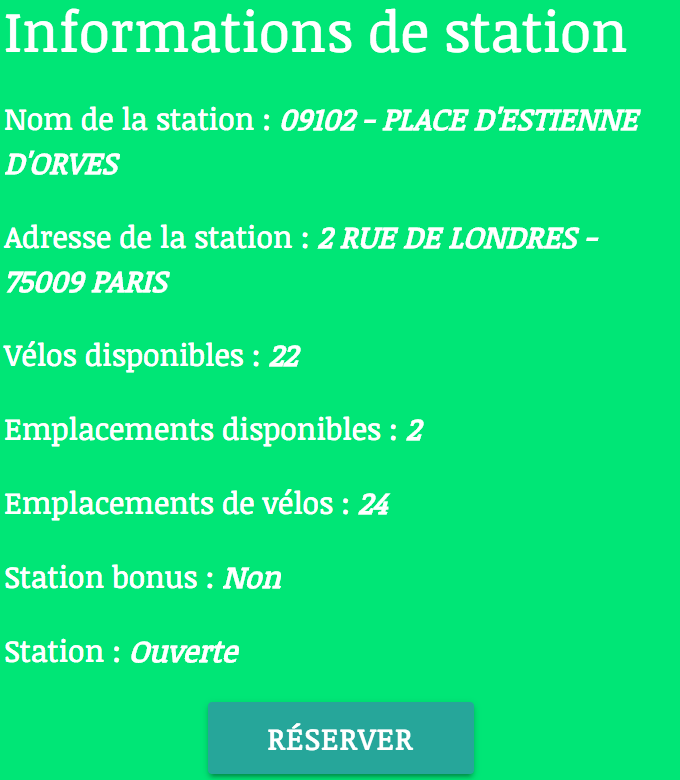 Informations de station
Nom de la station : 09102 - PLACE D'ESTIENNE
D'ORVES
Adresse de la station : 2 RUE DE LONDRES -
75009 PARIS
Vélos disponibles : 22
Emplacements disponibles : 2
Emplacements de vélos : 24
Station bonus : Non
Station : Ouverte
RÉSERVER